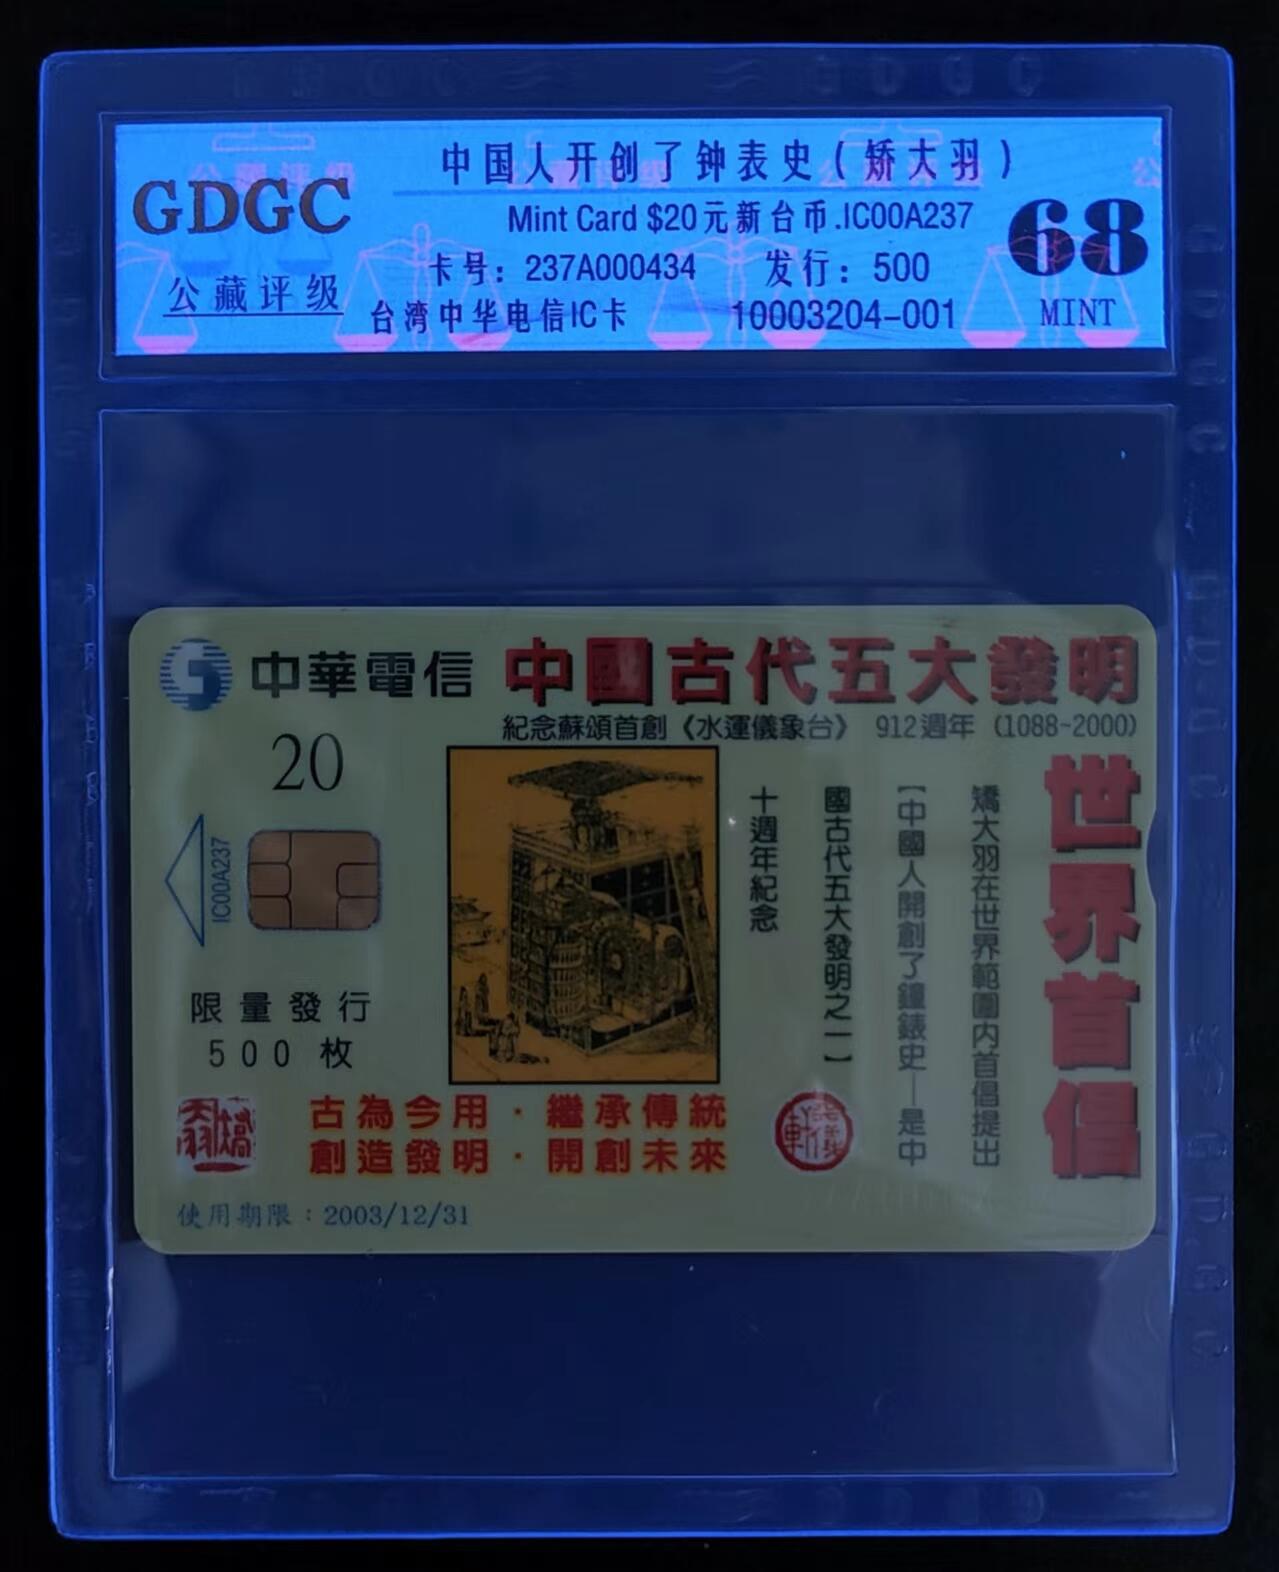 GDGC
公藏评级
中国人开创了钟表史(矫大羽)
Mint Card $20元新台币.IC00A237
卡号：237A000434 发行：500
台湾中华电信IC卡 10003204-001
68
MINT
中華電信
20
IC00A237
限量發行
500 枚
中國古代五大發明
紀念蘇頌首創《水運儀象台》 912週年 (1088~2000)
世界首倡
矯大羽在世界範圍內首倡提出
【中國人開創了鐘錶史—是中
國古代五大發明之一】
十週年紀念
古為今用·繼承傳統
創造發明·開創未來
使用期限：2003/12/31